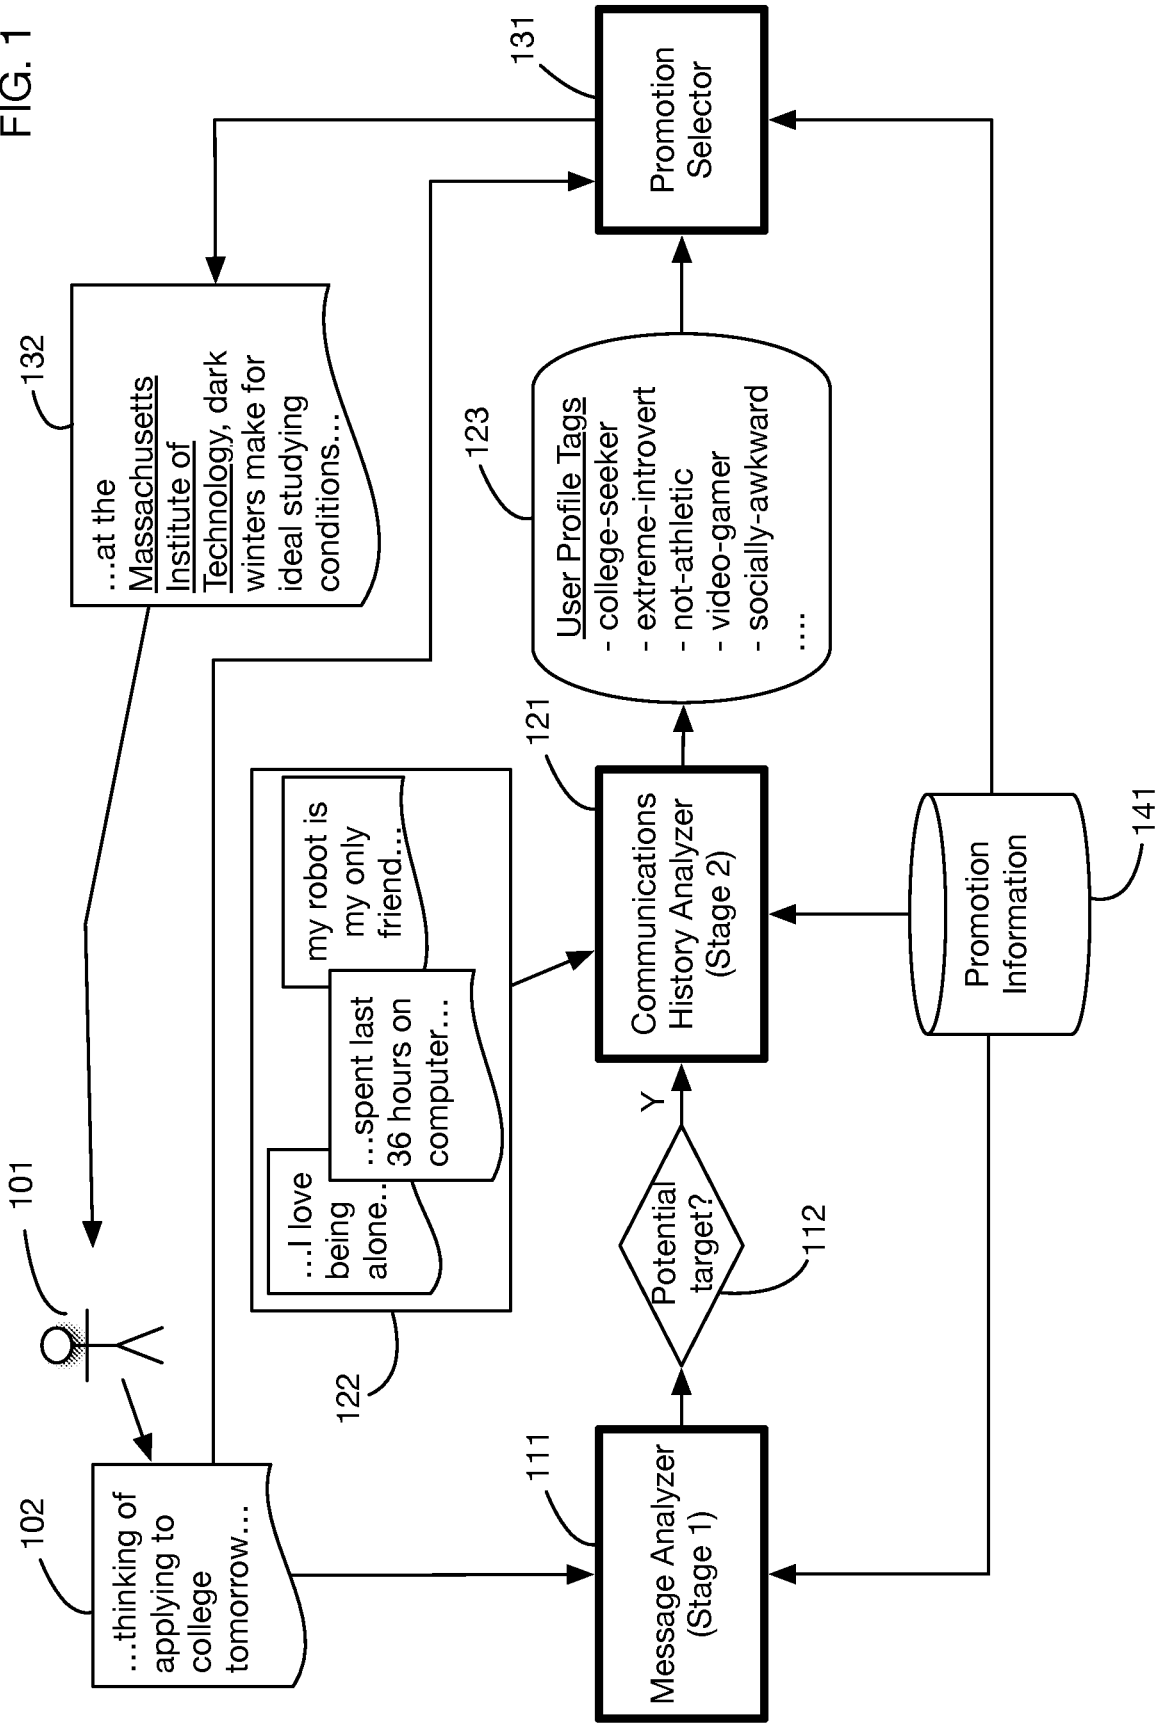 FIG. 1
101
102
...thinking of
applying to
college
tomorrow...
132
...at the
Massachusetts
Institute of
Technology, dark
winters make for
ideal studying
conditions...
122
...I love
being
alone..
...spent last
36 hours on
computer...
my robot is
my only
friend...
111
Message Analyzer
(Stage 1)
Potential
target?
112
Y
121
Communications
History Analyzer
(Stage 2)
123
User Profile Tags
- college-seeker
- extreme-introvert
- not-athletic
- video-gamer
- socially-awkward
....
131
Promotion
Selector
Promotion
Information
141